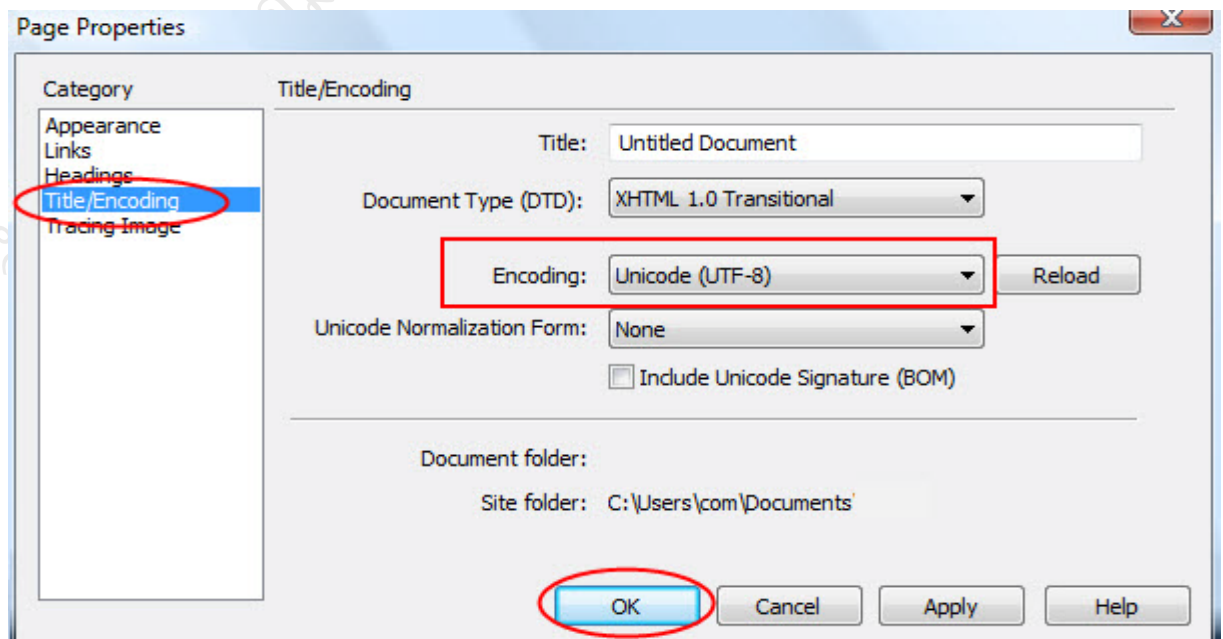 Page Properties
Category
Appearance
Links
Headings
Title/Encoding
Tracing Image
Title/Encoding
Title: Untitled Document
Document Type (DTD): XHTML 1.0 Transitional
Encoding: Unicode (UTF-8) Reload
Unicode Normalization Form: None
Include Unicode Signature (BOM)
Document folder:
Site folder: C:\Users\com\Documents\
OK Cancel Apply Help